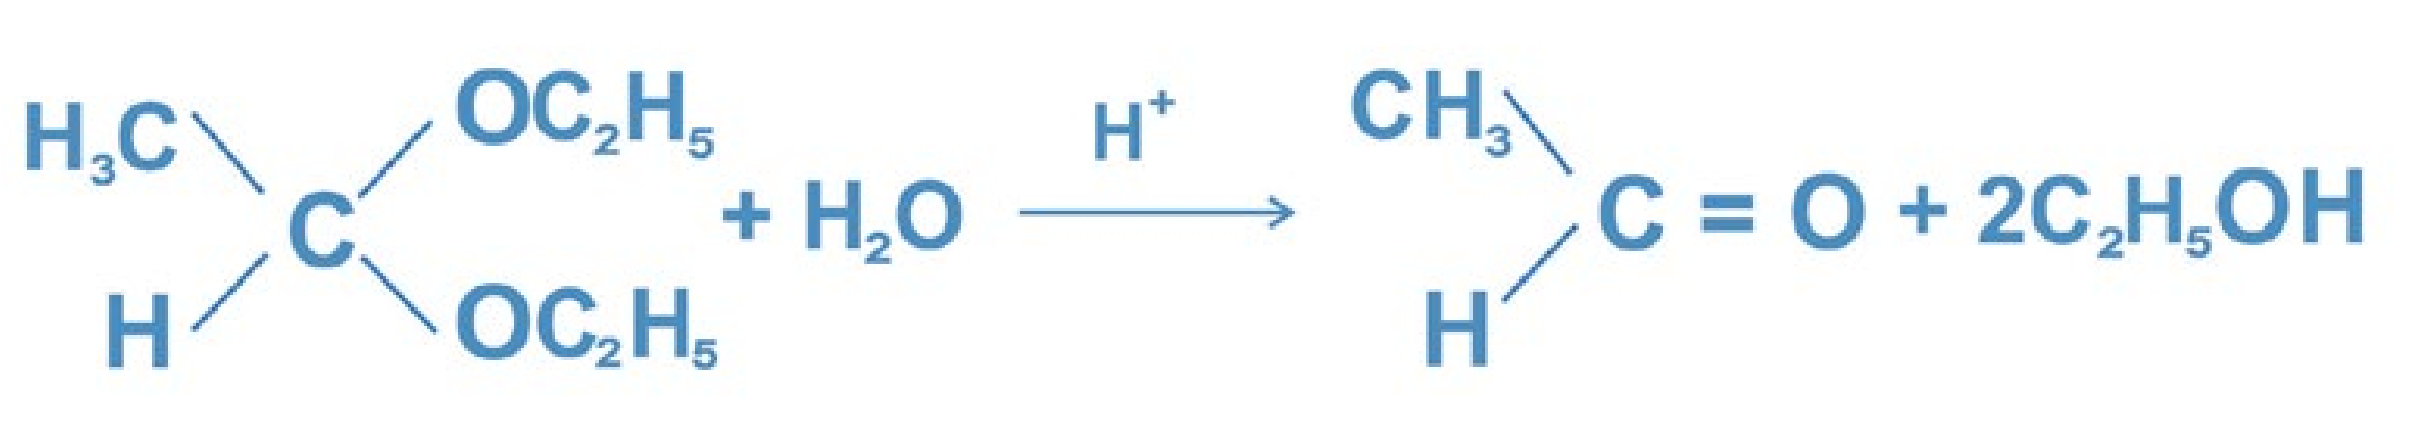 H₃C OC₂H₅ H⁺ CH₃
C + H₂O → C = O + 2C₂H₅OH
H OC₂H₅ H